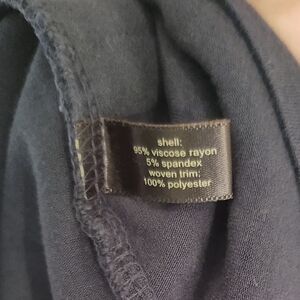 shell:
95% viscose rayon
5% spandex
woven trim:
100% polyester